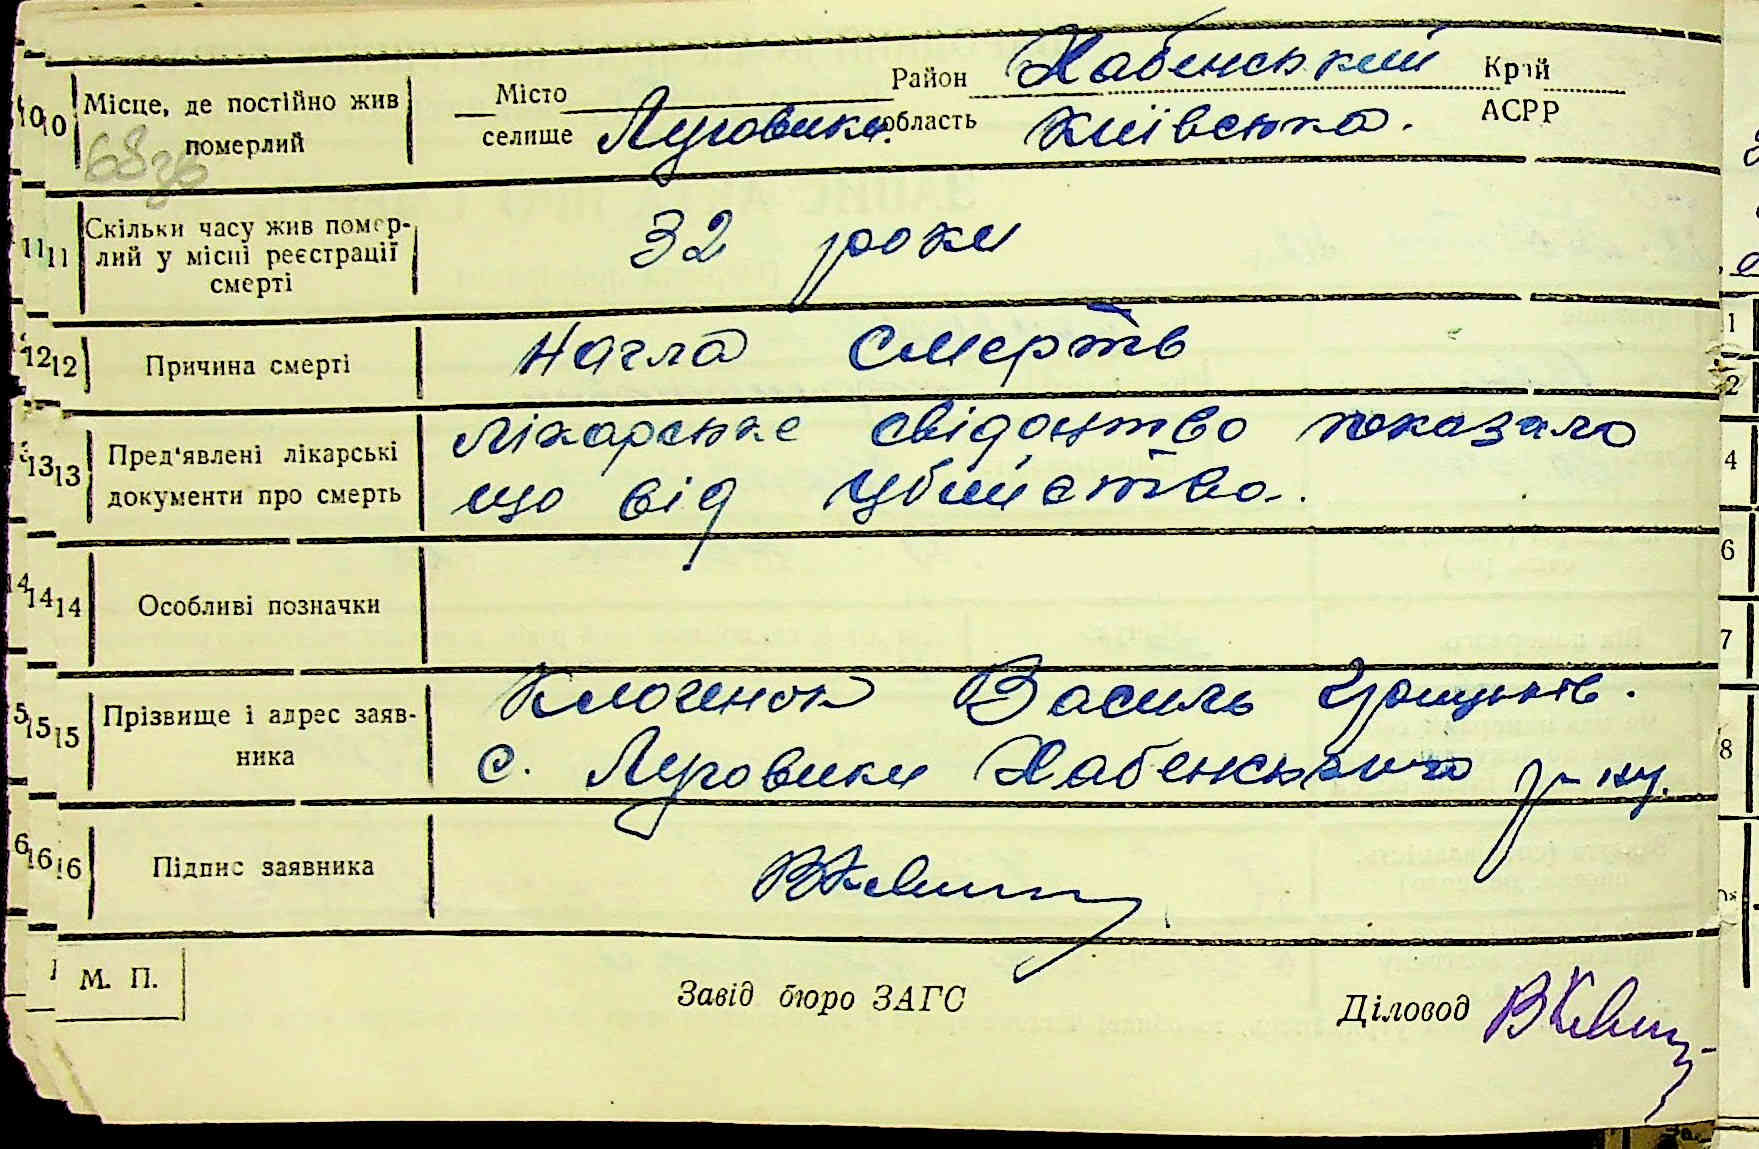 10 Місце, де постійно жив померлий
Місто
селище Луговики.
Район Хабенський
область Київська.
Край
АСРР
11 Скільки часу жив померлий у місці реєстрації смерті
32 роки
12 Причина смерті
Нагла смерть
13 Пред'явлені лікарські документи про смерть
лікарське свідоцтво показало
що від убийства.
14 Особливі позначки
15 Прізвище і адрес заявника
Василь
с. Луговики Хабенського р-ну.
16 Підпис заявника
М. П.
Завід бюро ЗАГС
Діловод